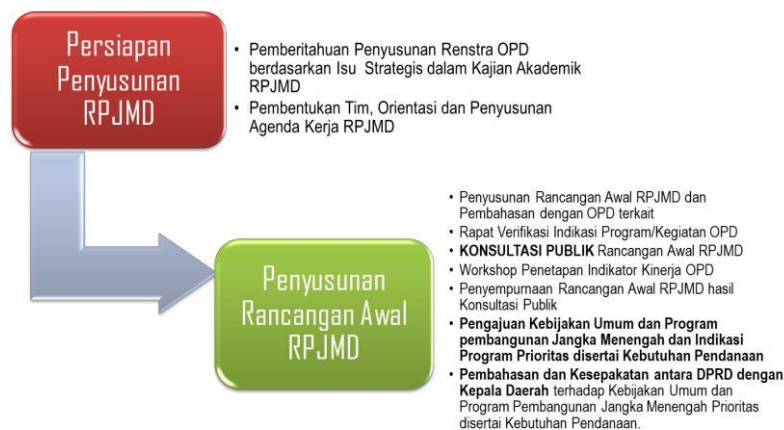 Persiapan
Penyusunan
RPJMD
• Pemberitahuan Penyusunan Renstra OPD
berdasarkan Isu Strategis dalam Kajian Akademik
RPJMD
• Pembentukan Tim, Orientasi dan Penyusunan
Agenda Kerja RPJMD
Penyusunan
Rancangan Awal
RPJMD
• Penyusunan Rancangan Awal RPJMD dan
Pembahasan dengan OPD terkait
• Rapat Verifikasi Indikasi Program/Kegiatan OPD
• KONSULTASI PUBLIK Rancangan Awal RPJMD
• Workshop Penetapan Indikator Kinerja OPD
• Penyempurnaan Rancangan Awal RPJMD hasil
Konsultasi Publik
• Pengajuan Kebijakan Umum dan Program
pembangunan Jangka Menengah dan Indikasi
Program Prioritas disertai Kebutuhan Pendanaan
• Pembahasan dan Kesepakatan antara DPRD dengan
Kepala Daerah terhadap Kebijakan Umum dan
Program Pembangunan Jangka Menengah Prioritas
disertai Kebutuhan Pendanaan.